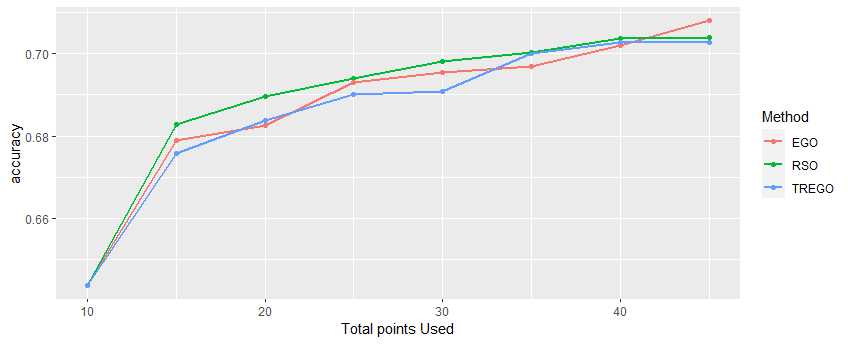 0.70
0.68
0.66
accuracy
10
20
30
40
Total points Used
Method
EGO
RSO
TREGO